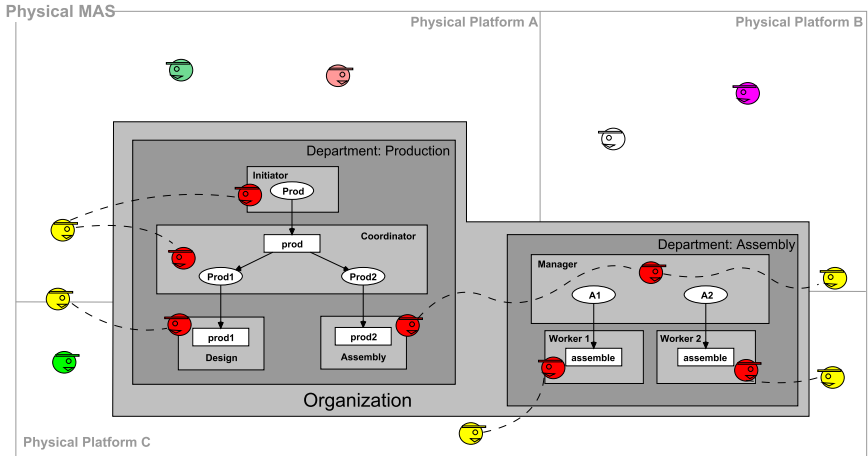 Physical MAS
Physical Platform A
Physical Platform B
Department: Production
Initiator
Prod
Coordinator
prod
Prod1
Prod2
prod1
prod2
Design
Assembly
Department: Assembly
Manager
A1
A2
Worker 1
Worker 2
assemble
assemble
Organization
Physical Platform C